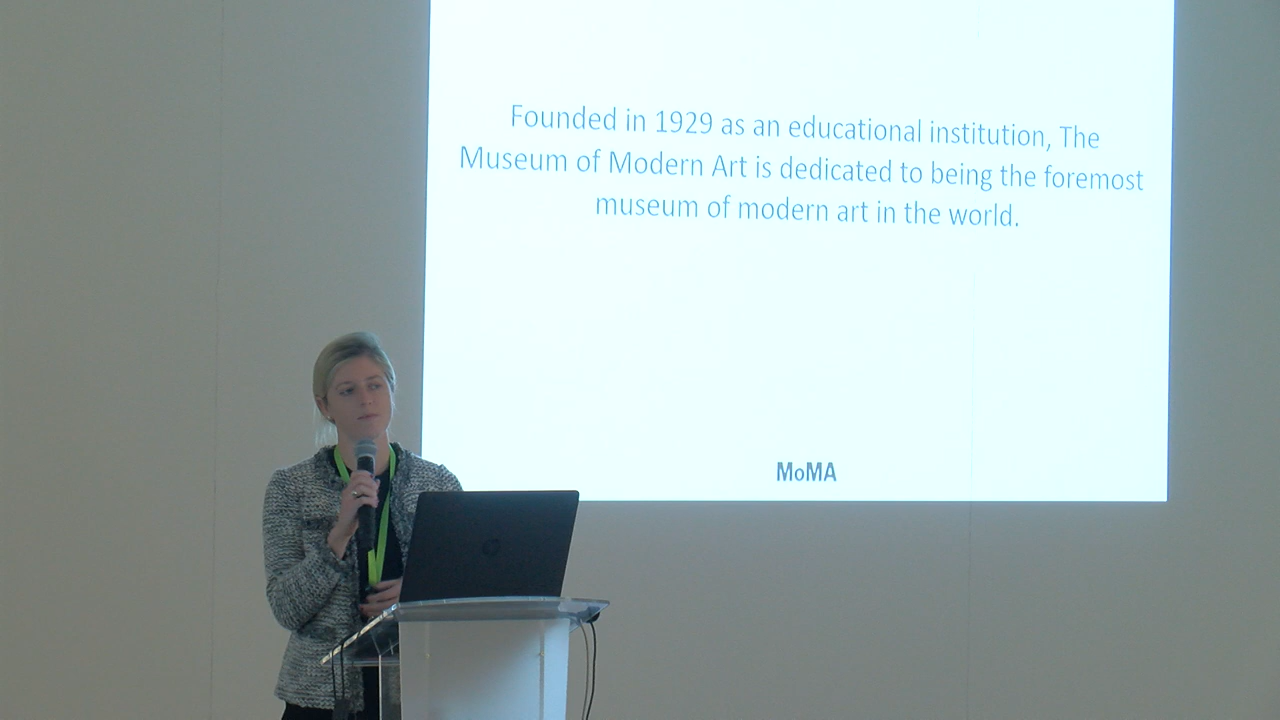 Founded in 1929 as an educational institution, The
Museum of Modern Art is dedicated to being the foremost
museum of modern art in the world.
MoMA